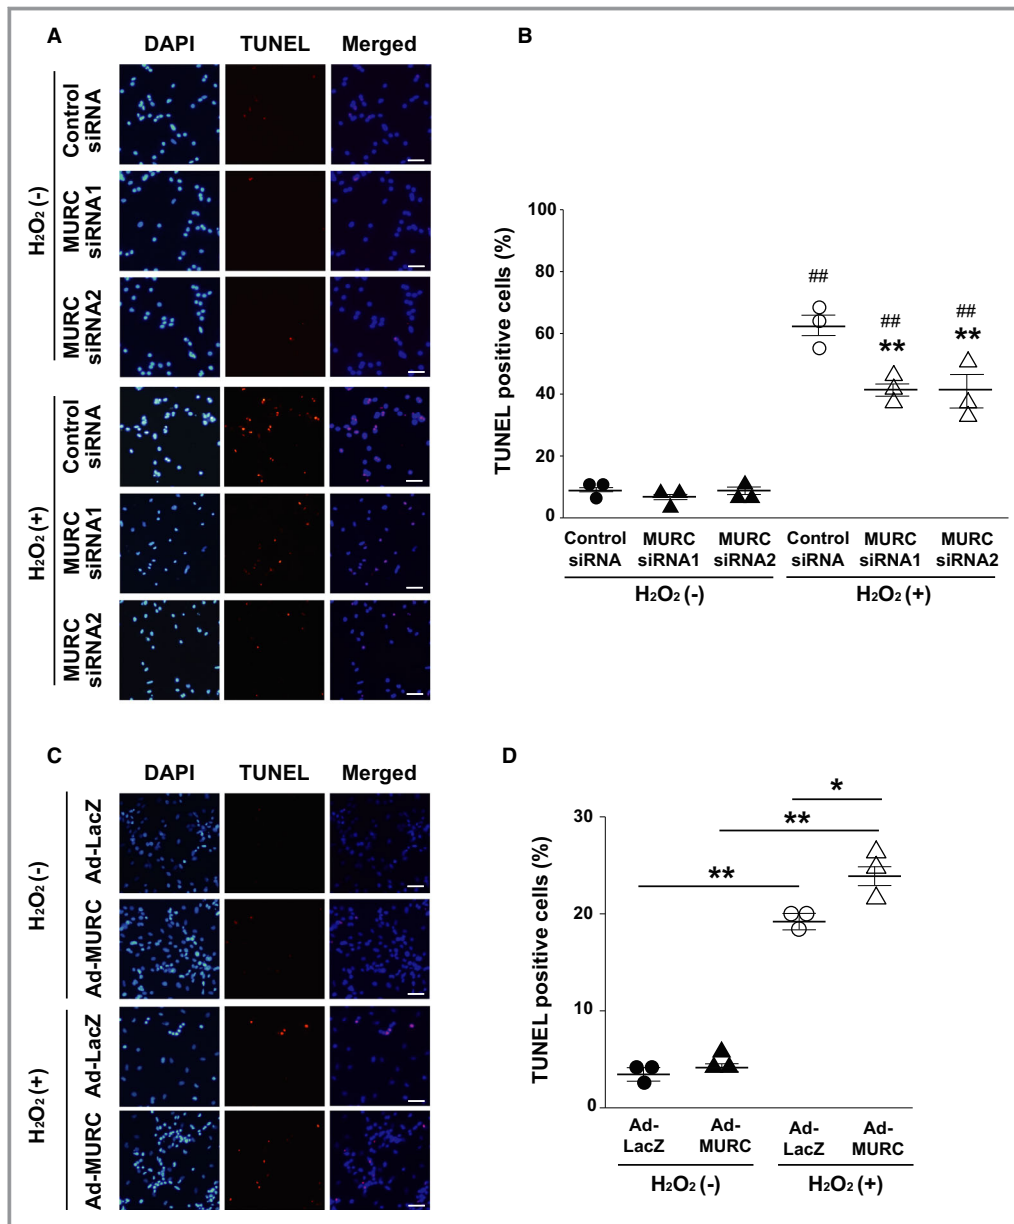 A
DAPI TUNEL Merged
H2O2 (-)
Control
siRNA
MURC
siRNA1
MURC
siRNA2
H2O2 (+)
Control
siRNA
MURC
siRNA1
MURC
siRNA2
B
TUNEL positive cells (%)
100
80
60
40
20
0
##
##
**
##
**
Control
siRNA
MURC
siRNA1
MURC
siRNA2
Control
siRNA
MURC
siRNA1
MURC
siRNA2
H2O2 (-)
H2O2 (+)
C
DAPI TUNEL Merged
H2O2 (-)
Ad-LacZ
Ad-MURC
H2O2 (+)
Ad-LacZ
Ad-MURC
D
TUNEL positive cells (%)
30
20
10
0
*
**
**
Ad-
LacZ
Ad-
MURC
Ad-
LacZ
Ad-
MURC
H2O2 (-)
H2O2 (+)